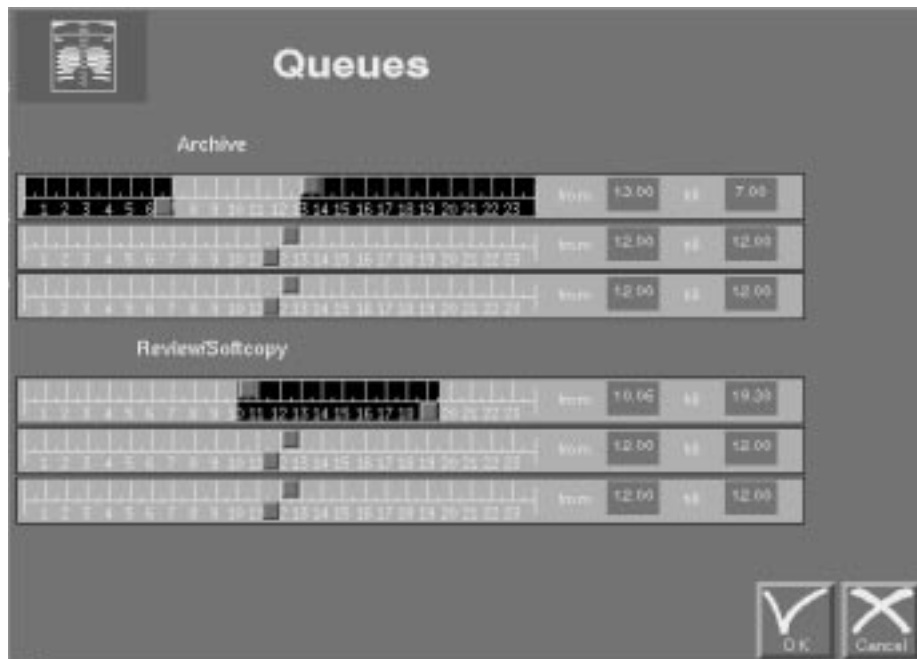 Queues
Archive
1 2 3 4 5 6 8 9 10 11 12 13 14 15 16 17 18 19 20 21 22 23 from 13.00 till 7.00
1 2 3 4 5 6 7 8 9 10 11 2 13 14 15 16 17 18 19 20 21 22 23 from 12.00 till 12.00
1 2 3 4 5 6 7 8 9 10 11 2 13 14 15 16 17 18 19 20 21 22 23 from 12.00 till 12.00
Review/Softcopy
1 2 3 4 5 6 7 8 9 0 11 12 13 14 15 16 17 18 20 21 22 23 from 10.06 till 19.30
1 2 3 4 5 6 7 8 9 10 11 2 13 14 15 16 17 18 19 20 21 22 23 from 12.00 till 12.00
1 2 3 4 5 6 7 8 9 10 11 2 13 14 15 16 17 18 19 20 21 22 23 from 12.00 till 12.00
OK Cancel